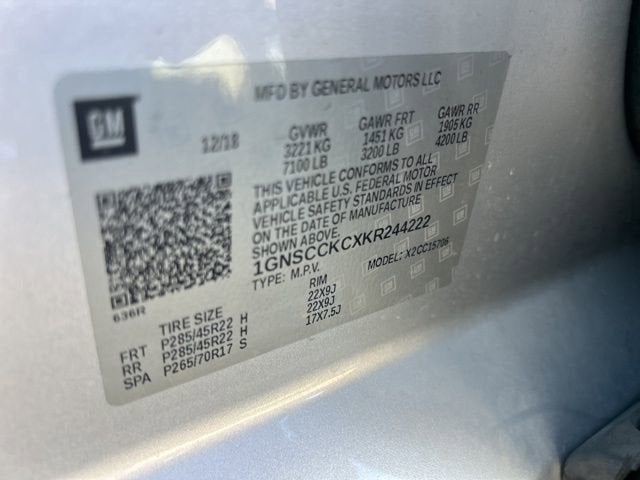 MFD BY GENERAL MOTORS LLC
GM
12/18
GVWR GAWR FRT GAWR RR
3221 KG 1451 KG 1905 KG
7100 LB 3200 LB 4200 LB
THIS VEHICLE CONFORMS TO ALL
APPLICABLE U.S. FEDERAL MOTOR
VEHICLE SAFETY STANDARDS IN EFFECT
ON THE DATE OF MANUFACTURE
SHOWN ABOVE.
1GNSCCKCXKR244222
TYPE: M.P.V. MODEL: X2CC15706
636R
TIRE SIZE RIM
FRT P285/45R22 H 22X9J
RR P285/45R22 H 22X9J
SPA P265/70R17 S 17X7.5J